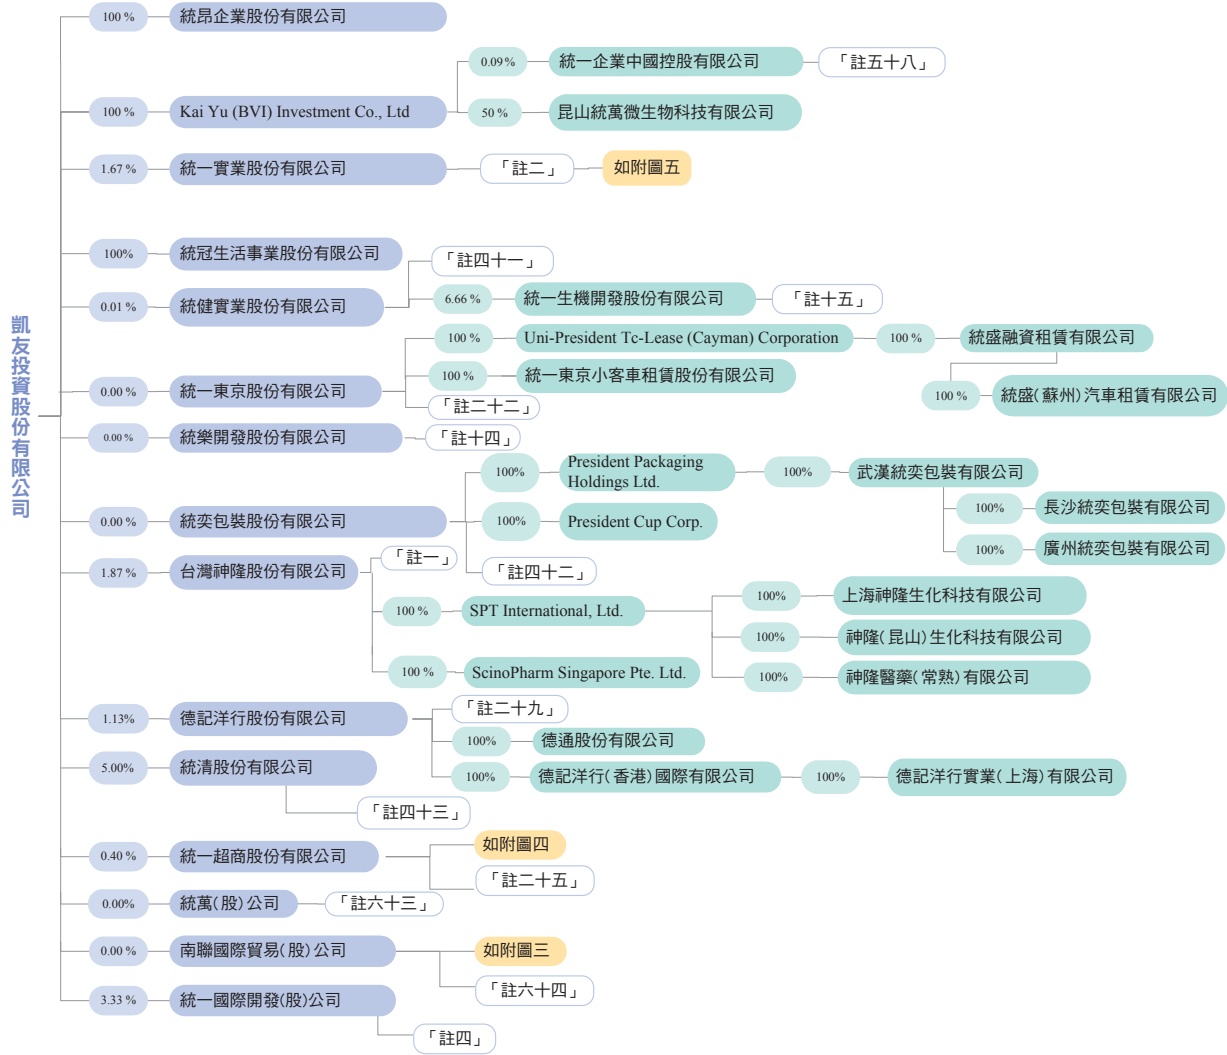 凱友投資股份有限公司
100 %
統昂企業股份有限公司
100 %
Kai Yu (BVI) Investment Co., Ltd
0.09%
統一企業中國控股有限公司
「註五十八」
50 %
昆山統萬微生物科技有限公司
1.67 %
統一實業股份有限公司
「註二」
如附圖五
100%
統冠生活事業股份有限公司
0.01 %
統健實業股份有限公司
「註四十一」
6.66 %
統一生機開發股份有限公司
「註十五」
0.00 %
統一東京股份有限公司
100 %
Uni-President Tc-Lease (Cayman) Corporation
100 %
統盛融資租賃有限公司
100 %
統盛(蘇州)汽車租賃有限公司
100 %
統一東京小客車租賃股份有限公司
「註二十二」
0.00 %
統樂開發股份有限公司
「註十四」
0.00 %
統奕包裝股份有限公司
100%
President Packaging
Holdings Ltd.
100%
武漢統奕包裝有限公司
100%
長沙統奕包裝有限公司
100%
廣州統奕包裝有限公司
100%
President Cup Corp.
「註四十二」
1.87 %
台灣神隆股份有限公司
「註一」
100 %
SPT International, Ltd.
100%
上海神隆生化科技有限公司
100%
神隆(昆山)生化科技有限公司
100%
神隆醫藥(常熟)有限公司
100 %
ScinoPharm Singapore Pte. Ltd.
1.13%
德記洋行股份有限公司
「註二十九」
100%
德通股份有限公司
100%
德記洋行(香港)國際有限公司
100%
德記洋行實業(上海)有限公司
5.00%
統清股份有限公司
「註四十三」
0.40 %
統一超商股份有限公司
如附圖四
「註二十五」
0.00%
統萬(股)公司
「註六十三」
0.00 %
南聯國際貿易(股)公司
如附圖三
「註六十四」
3.33 %
統一國際開發(股)公司
「註四」